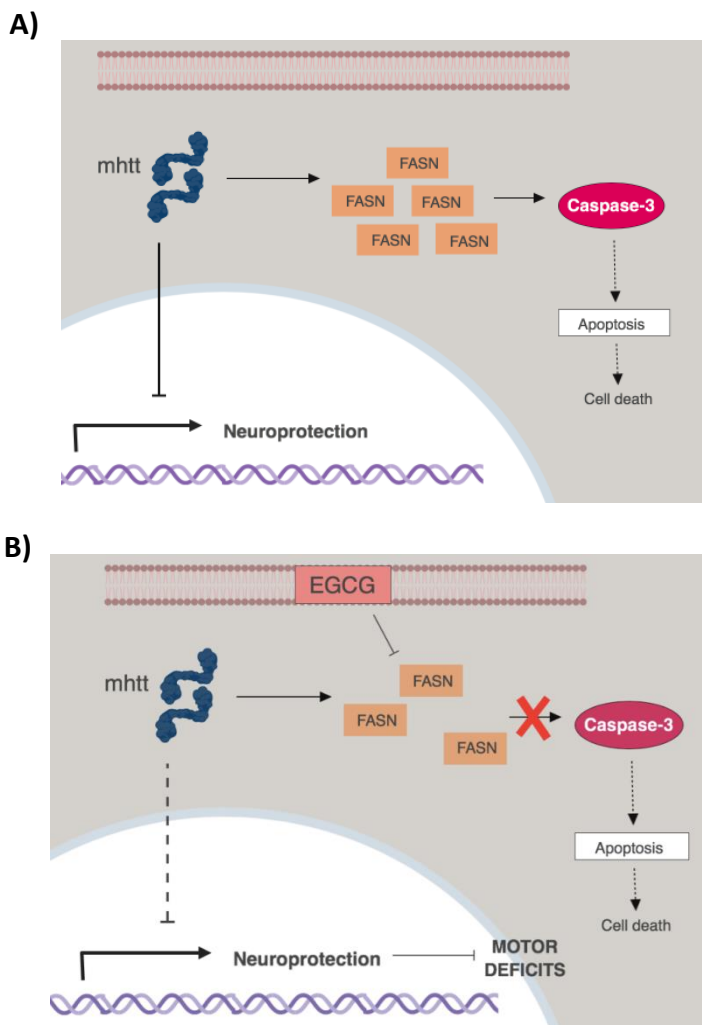 A)
mhtt
FASN
FASN FASN
FASN FASN
Caspase-3
Apoptosis
Cell death
Neuroprotection
B)
EGCG
mhtt
FASN
FASN
FASN
Caspase-3
Apoptosis
Cell death
Neuroprotection
MOTOR
DEFICITS